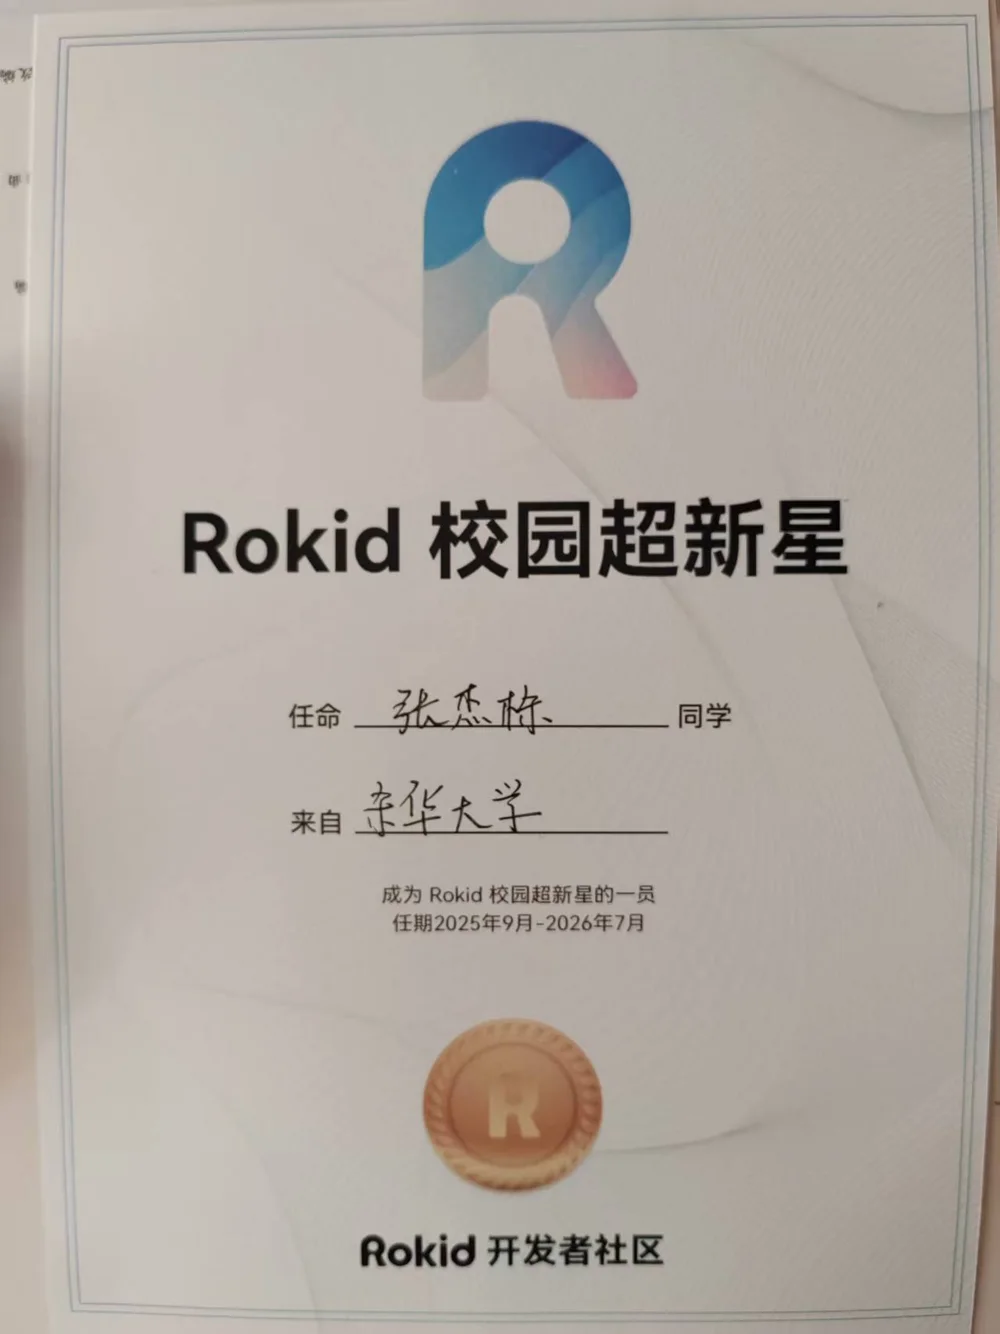 Rokid 校园超新星
任命 张杰栋 同学
来自 东华大学
成为 Rokid 校园超新星的一员
任期2025年9月-2026年7月
R
Rokid 开发者社区